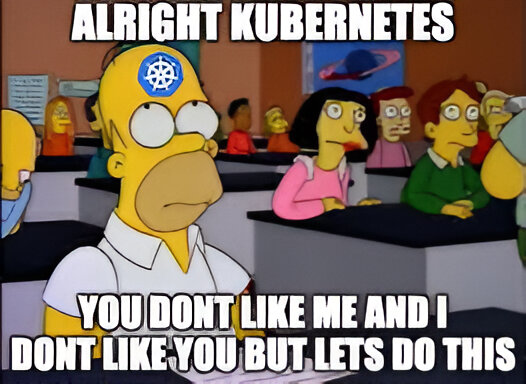 ALRIGHT KUBERNETES
YOU DONT LIKE ME AND I
DONT LIKE YOU BUT LETS DO THIS